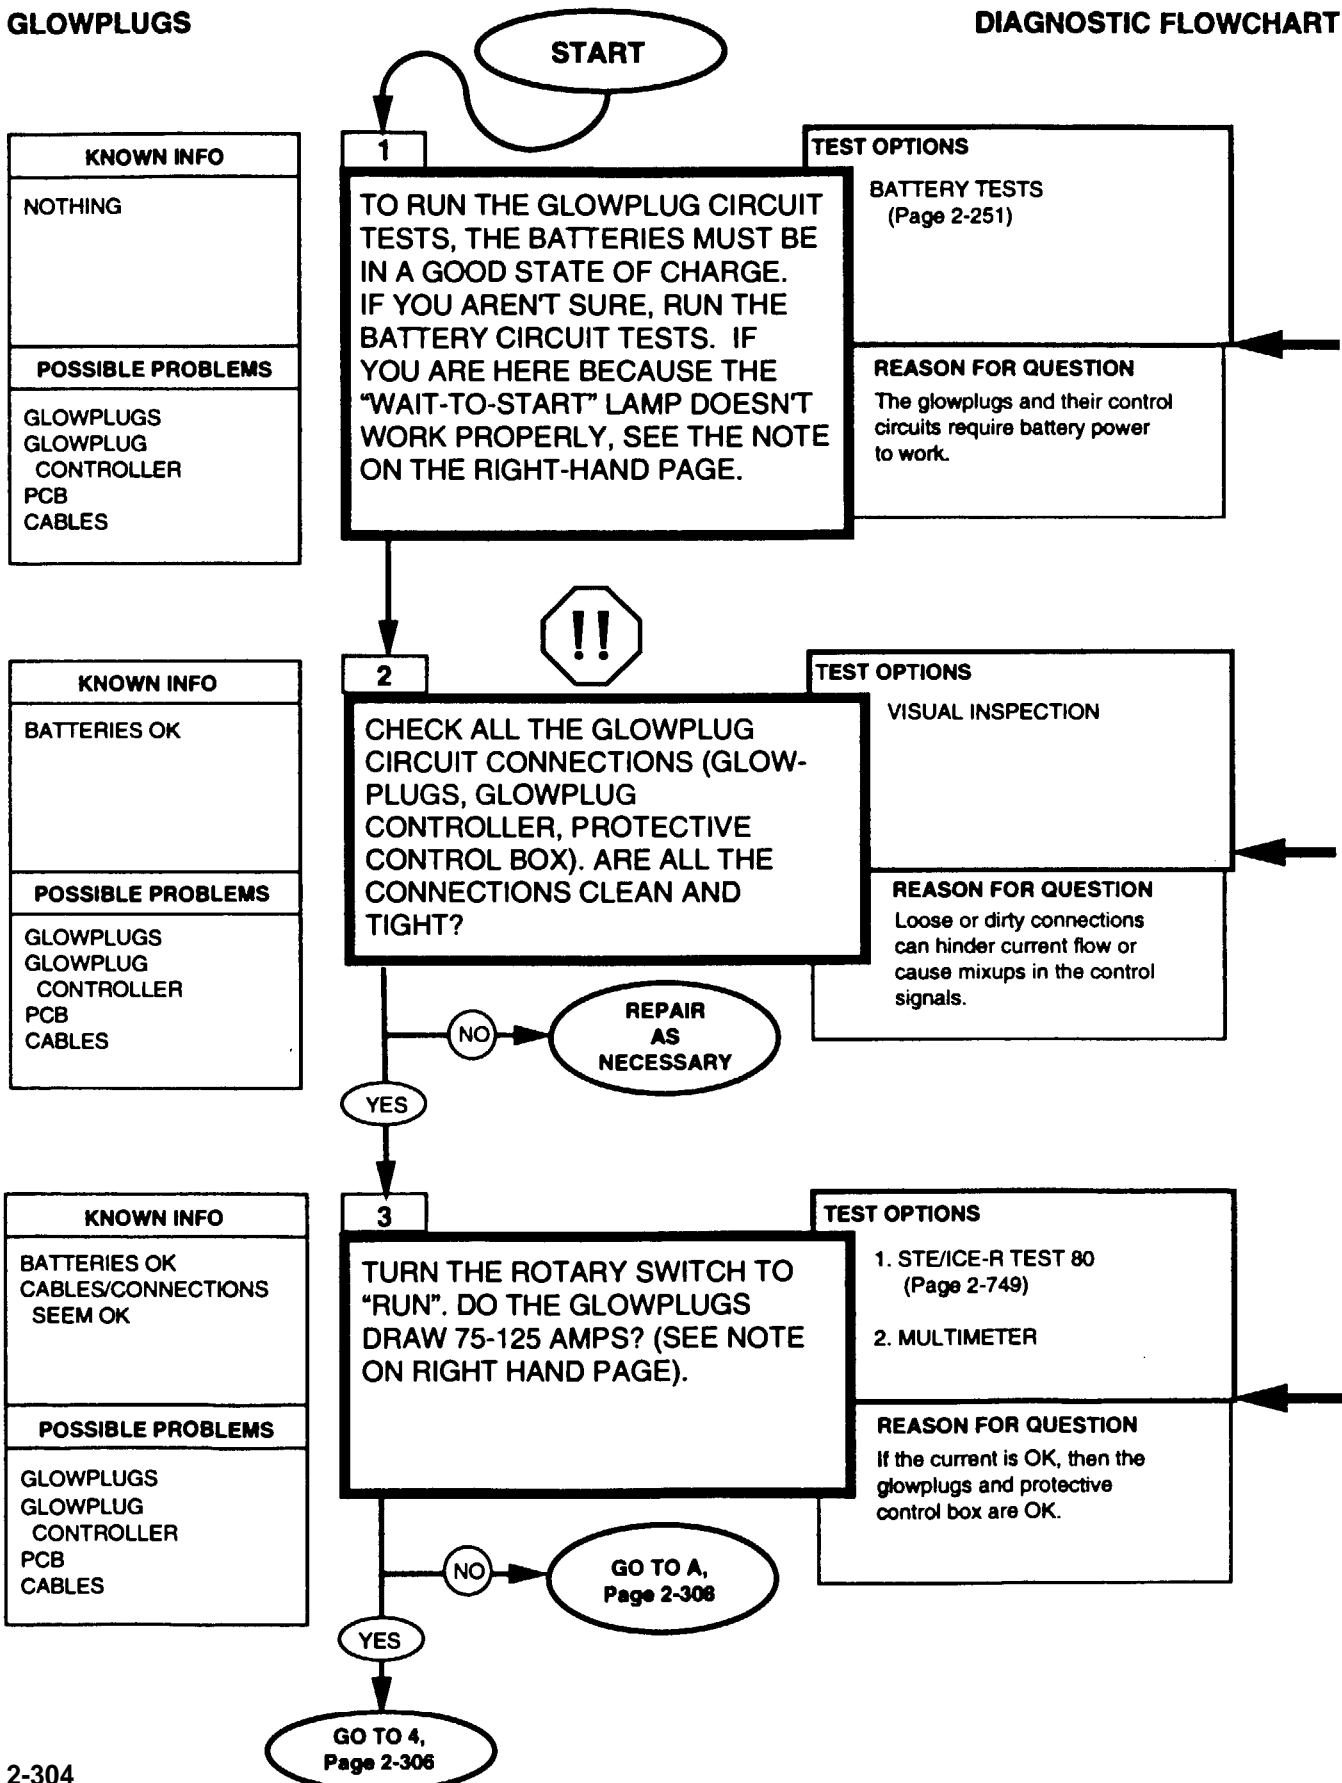 GLOWPLUGS
DIAGNOSTIC FLOWCHART
START
KNOWN INFO
NOTHING
POSSIBLE PROBLEMS
GLOWPLUGS
GLOWPLUG
CONTROLLER
PCB
CABLES
1
TO RUN THE GLOWPLUG CIRCUIT
TESTS, THE BATTERIES MUST BE
IN A GOOD STATE OF CHARGE.
IF YOU AREN'T SURE, RUN THE
BATTERY CIRCUIT TESTS. IF
YOU ARE HERE BECAUSE THE
"WAIT-TO-START" LAMP DOESN'T
WORK PROPERLY, SEE THE NOTE
ON THE RIGHT-HAND PAGE.
TEST OPTIONS
BATTERY TESTS
(Page 2-251)
REASON FOR QUESTION
The glowplugs and their control
circuits require battery power
to work.
!!
KNOWN INFO
BATTERIES OK
POSSIBLE PROBLEMS
GLOWPLUGS
GLOWPLUG
CONTROLLER
PCB
CABLES
2
CHECK ALL THE GLOWPLUG
CIRCUIT CONNECTIONS (GLOW-
PLUGS, GLOWPLUG
CONTROLLER, PROTECTIVE
CONTROL BOX). ARE ALL THE
CONNECTIONS CLEAN AND
TIGHT?
TEST OPTIONS
VISUAL INSPECTION
REASON FOR QUESTION
Loose or dirty connections
can hinder current flow or
cause mixups in the control
signals.
NO
REPAIR
AS
NECESSARY
YES
KNOWN INFO
BATTERIES OK
CABLES/CONNECTIONS
SEEM OK
POSSIBLE PROBLEMS
GLOWPLUGS
GLOWPLUG
CONTROLLER
PCB
CABLES
3
TURN THE ROTARY SWITCH TO
"RUN". DO THE GLOWPLUGS
DRAW 75-125 AMPS? (SEE NOTE
ON RIGHT HAND PAGE).
TEST OPTIONS
1. STE/ICE-R TEST 80
(Page 2-749)
2. MULTIMETER
REASON FOR QUESTION
If the current is OK, then the
glowplugs and protective
control box are OK.
NO
GO TO A,
Page 2-308
YES
GO TO 4,
Page 2-306
2-304